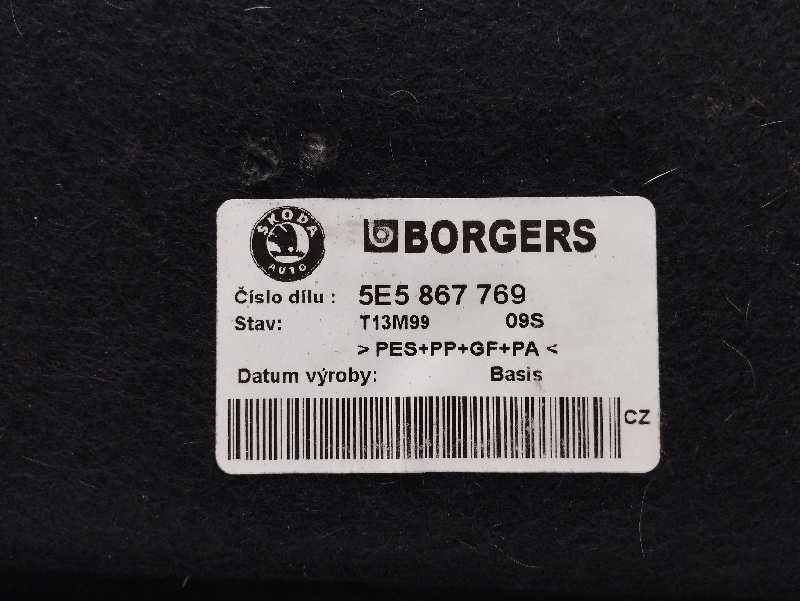 ŠKODA
AUTO
BORGERS
Číslo dílu : 5E5 867 769
Stav: T13M99 09S
> PES+PP+GF+PA <
Datum výroby: Basis
CZ